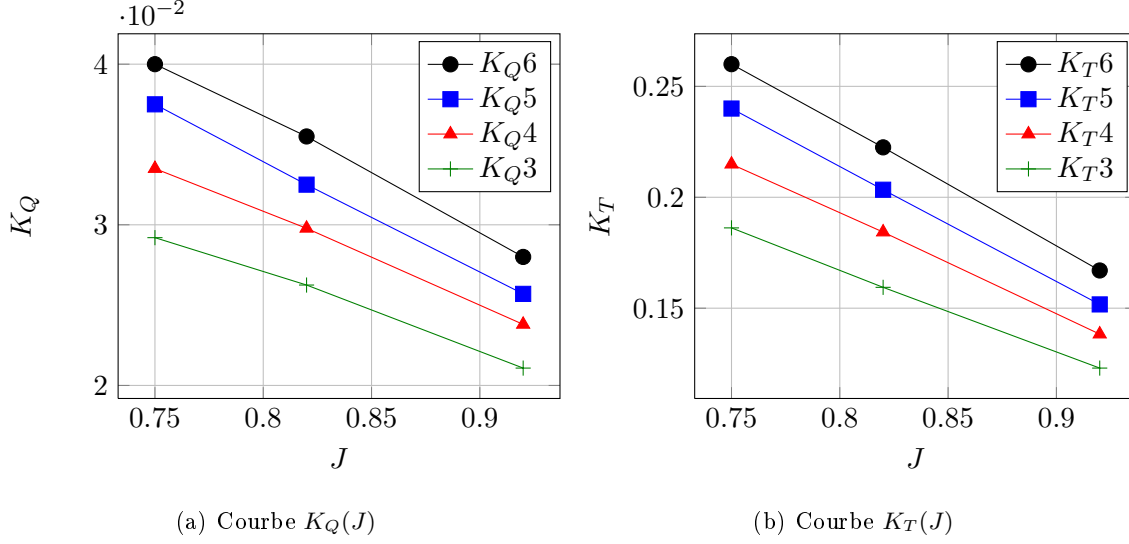 ·10⁻²
4
3
2
K_Q
0.75 0.8 0.85 0.9
J
K_Q6
K_Q5
K_Q4
K_Q3
(a) Courbe K_Q(J)
0.25
0.2
0.15
K_T
0.75 0.8 0.85 0.9
J
K_T6
K_T5
K_T4
K_T3
(b) Courbe K_T(J)